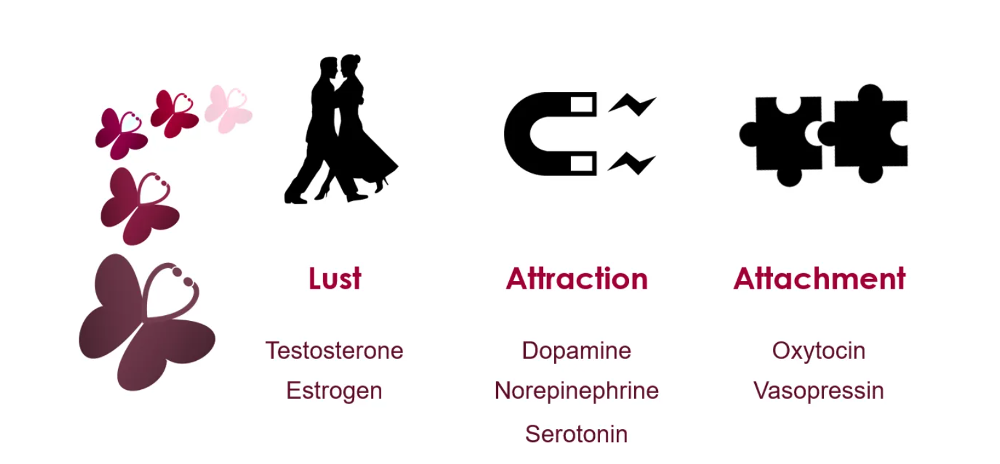 Lust
Attraction
Attachment
Testosterone
Dopamine
Oxytocin
Estrogen
Norepinephrine
Vasopressin
Serotonin